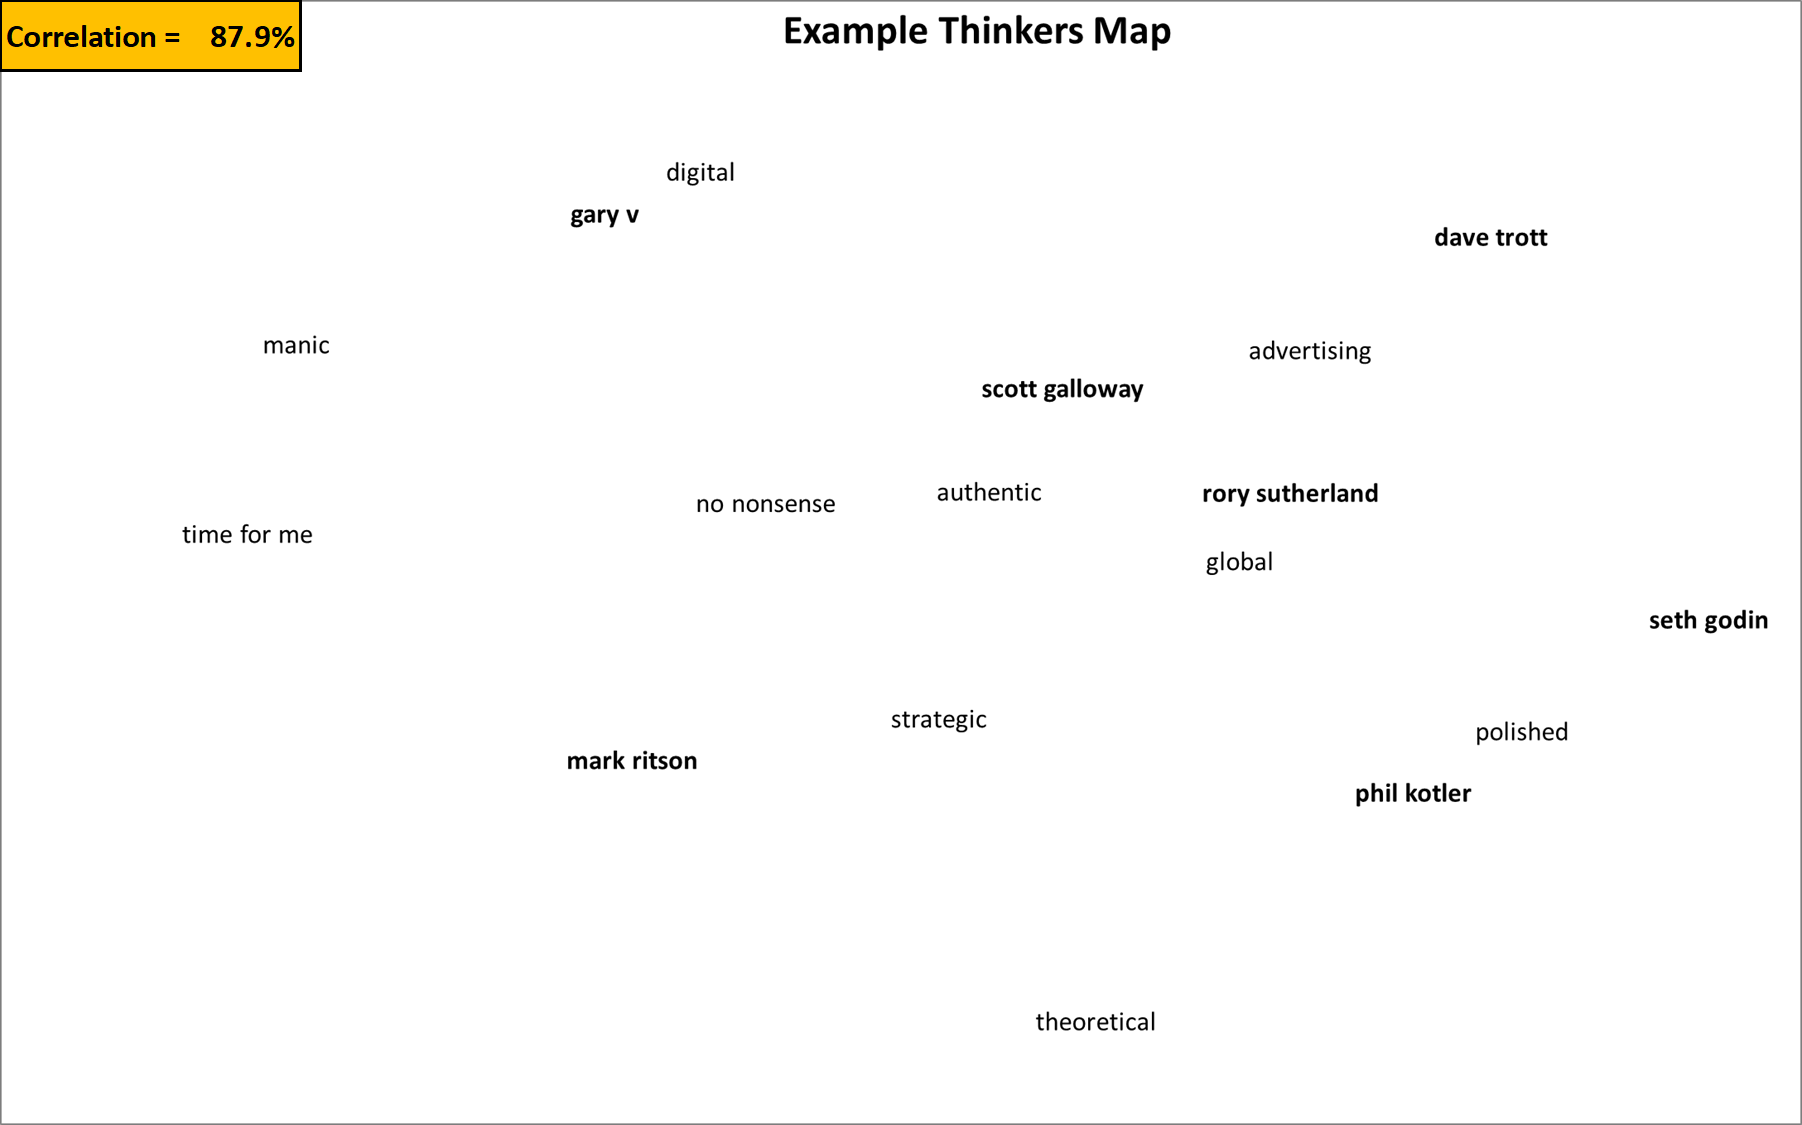 Correlation = 87.9%
Example Thinkers Map
digital
gary v
dave trott
manic
advertising
scott galloway
authentic
rory sutherland
no nonsense
time for me
global
seth godin
strategic
polished
mark ritson
phil kotler
theoretical